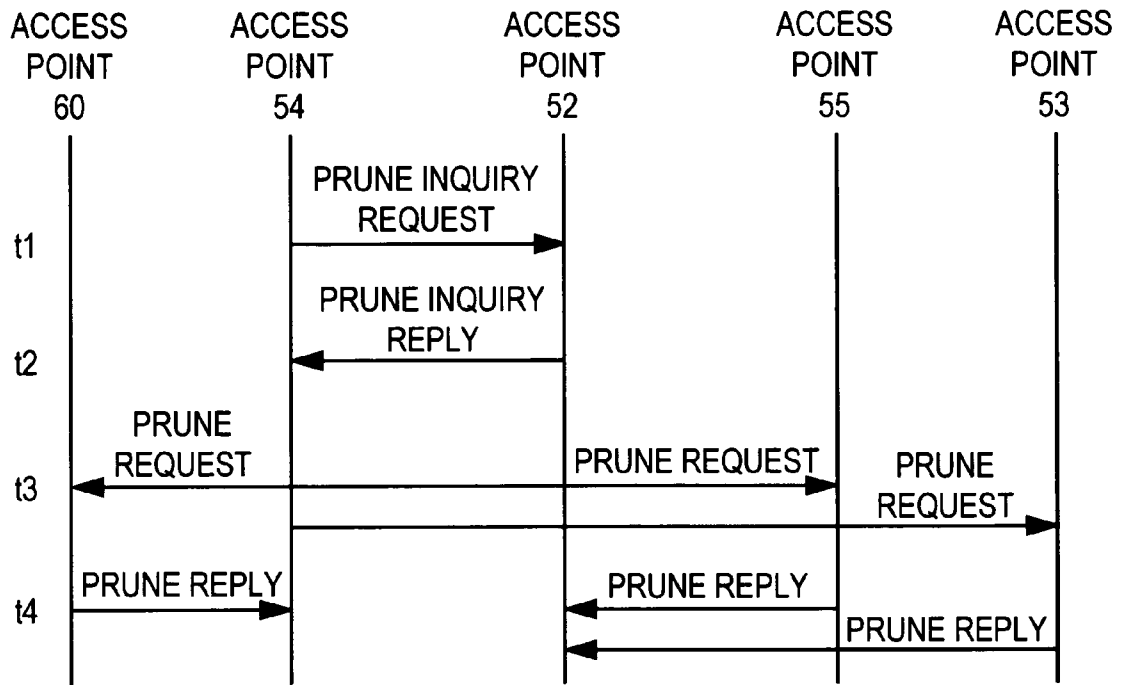 ACCESS
POINT
60
ACCESS
POINT
54
ACCESS
POINT
52
ACCESS
POINT
55
ACCESS
POINT
53
PRUNE INQUIRY
REQUEST
t1
PRUNE INQUIRY
REPLY
t2
PRUNE
REQUEST
PRUNE REQUEST
PRUNE
REQUEST
t3
PRUNE REPLY
PRUNE REPLY
t4
PRUNE REPLY